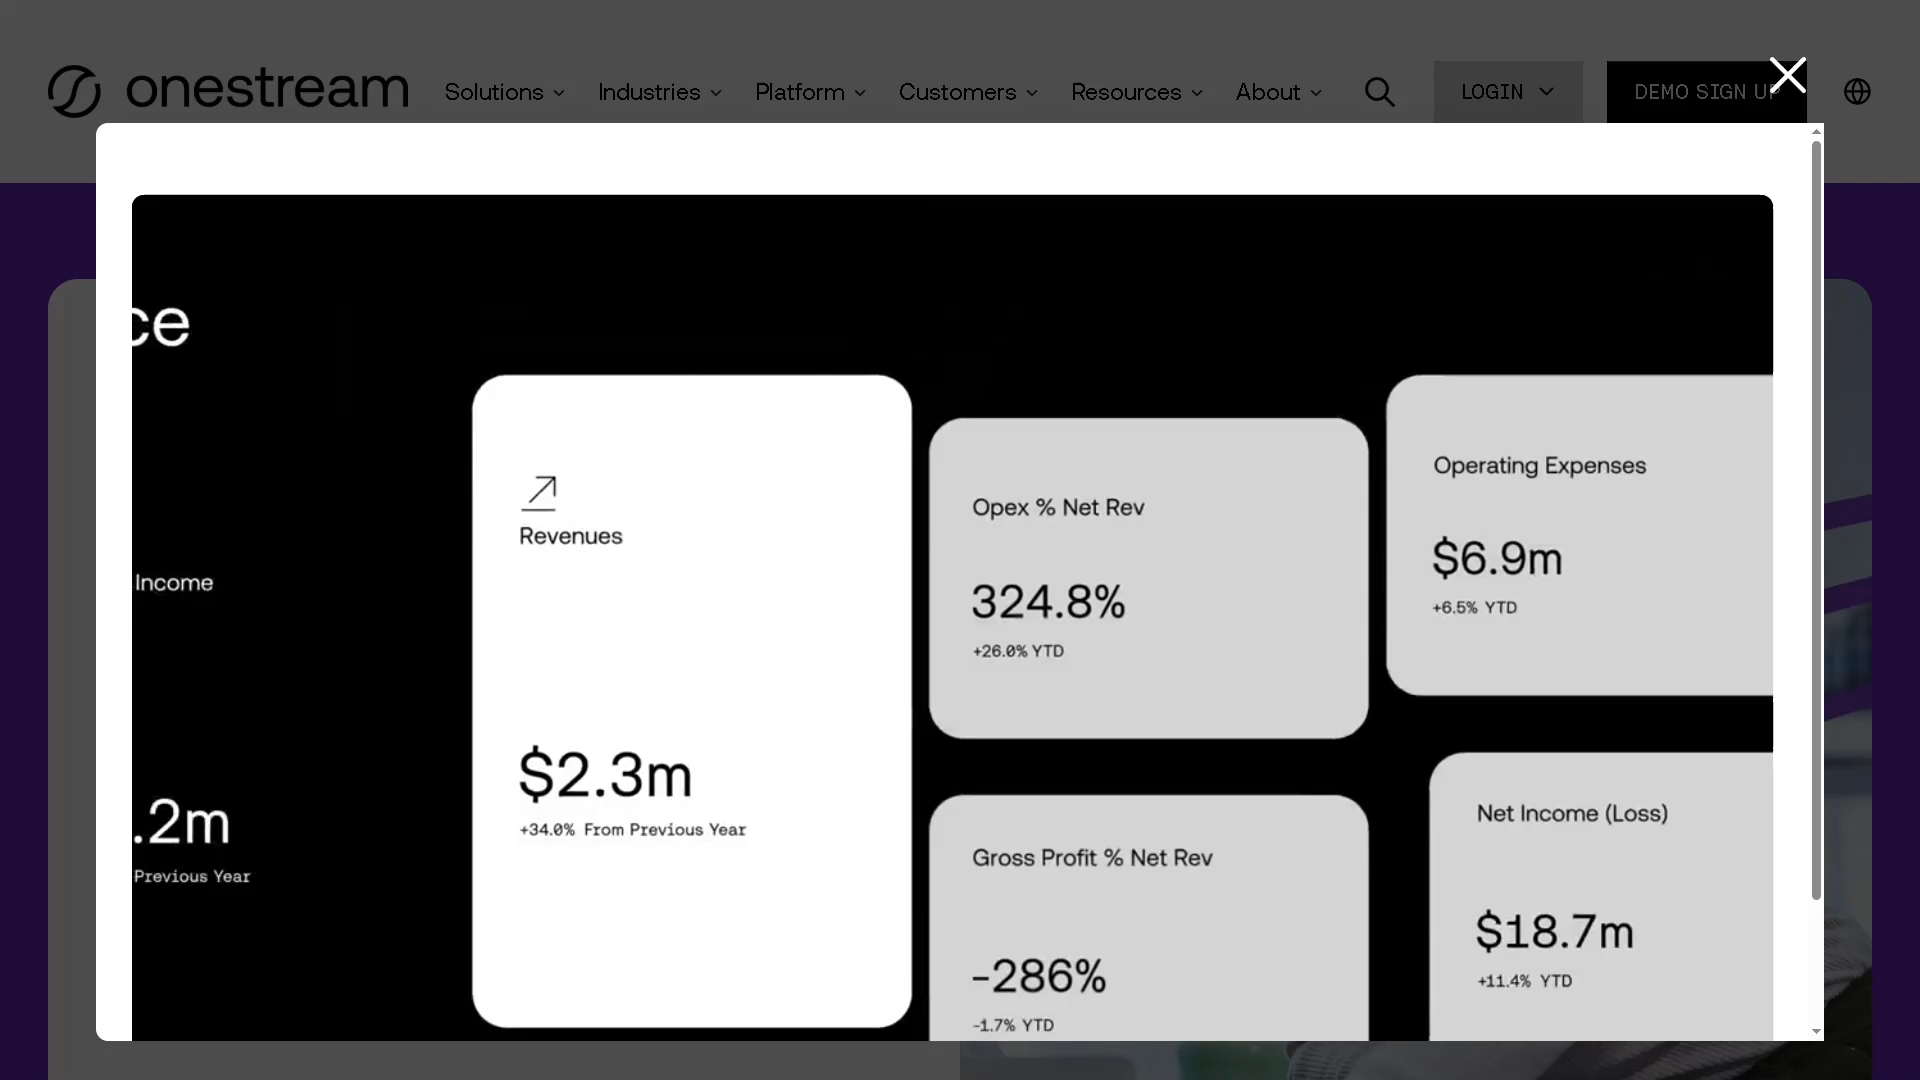 onestream Solutions Industries Platform Customers Resources About LOGIN DEMO SIGN UP
ce
Income
.2m
Previous Year
Revenues
$2.3m
+34.0% From Previous Year
Opex % Net Rev
324.8%
+26.0% YTD
Gross Profit % Net Rev
-286%
-1.7% YTD
Operating Expenses
$6.9m
+6.5% YTD
Net Income (Loss)
$18.7m
+11.4% YTD